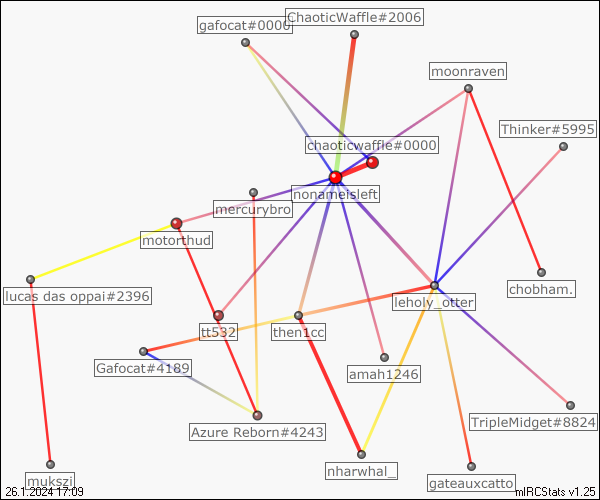 gafocat#0000
ChaoticWaffle#2006
moonraven
Thinker#5995
chaoticwaffle#0000
nonameisleft
mercurybro
motorthud
chobham.
lucas das oppai#2396
leholy_otter
tt532
then1cc
Gafocat#4189
amah1246
TripleMidget#8824
Azure Reborn#4243
nharwhal_
mukszi
gateauxcatto
26.1.2024 17:09
mIRCStats v1.25